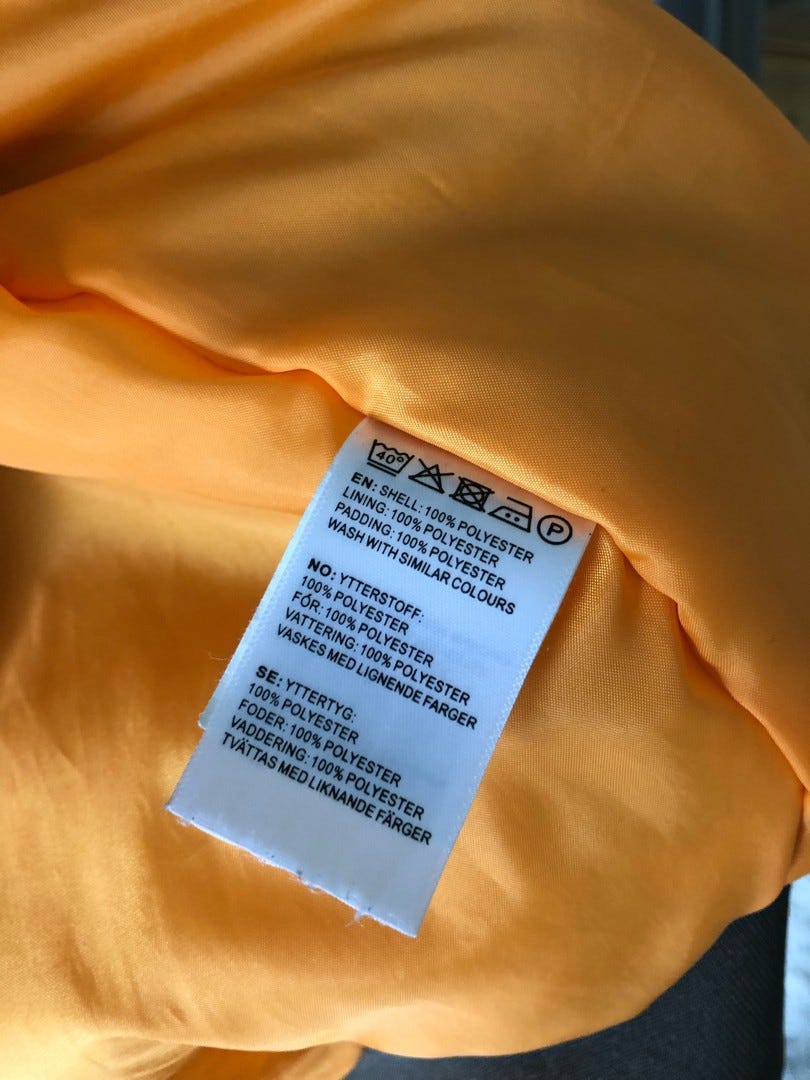 40°
P
EN: SHELL: 100% POLYESTER
LINING: 100% POLYESTER
PADDING: 100% POLYESTER
WASH WITH SIMILAR COLOURS
NO: YTTERSTOFF:
100% POLYESTER
FÓR: 100% POLYESTER
VATTERING: 100% POLYESTER
VASKES MED LIGNENDE FARGER
SE: YTTERTYG:
100% POLYESTER
FODER: 100% POLYESTER
VADDERING: 100% POLYESTER
TVÄTTAS MED LIKNANDE FÄRGER